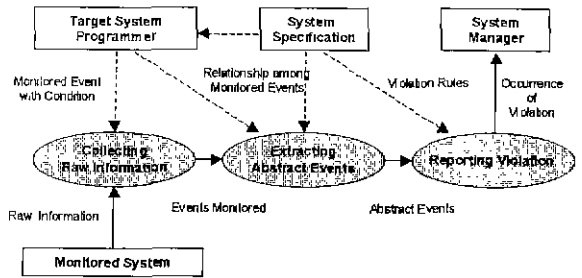 Target System
Programmer
System
Specification
System
Manager
Monitored Event
with Condition
Relationship among
Monitored Events
Violation Rules
Occurrence
of
Violation
Collecting
Raw Information
Extracting
Abstract Events
Reporting Violation
Raw Information
Events Monitored
Abstract Events
Monitored System